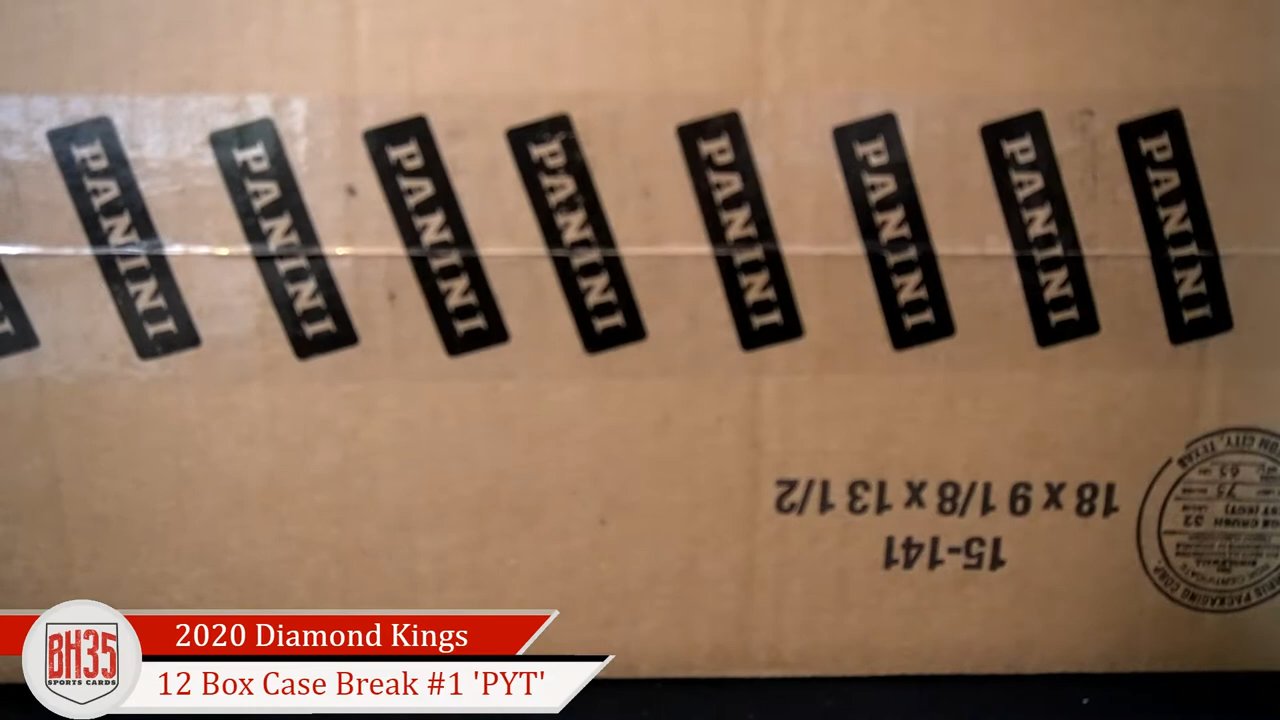 PANINI
PANINI
PANINI
PANINI
PANINI
PANINI
PANINI
PANINI
18 x 9 1/8 x 13 1/2
15-141
2020 Diamond Kings
12 Box Case Break #1 'PYT'
BH35
SPORTS CARDS